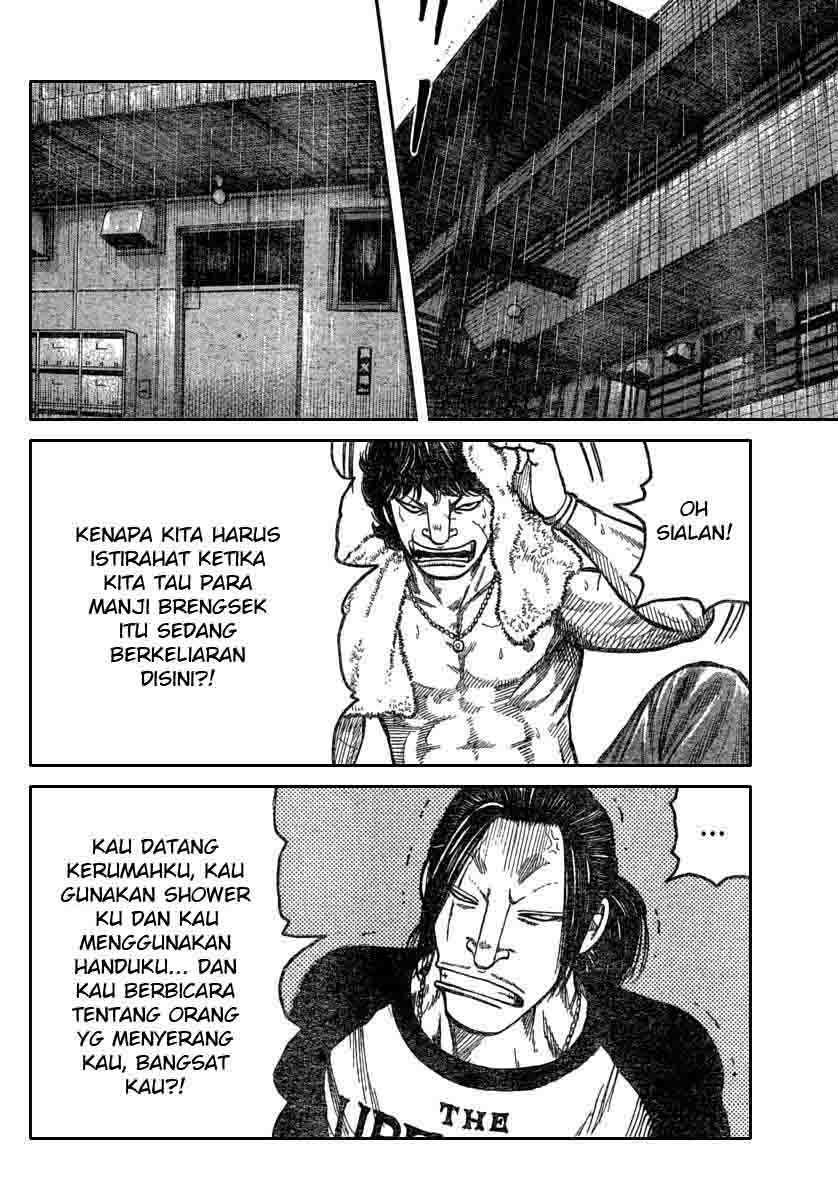 OH
SIALAN!
KENAPA KITA HARUS
ISTIRAHAT KETIKA
KITA TAU PARA
MANJI BRENGSEK
ITU SEDANG
BERKELIARAN
DISINI?!
...
KAU DATANG
KERUMAHKU, KAU
GUNAKAN SHOWER
KU DAN KAU
MENGGUNAKAN
HANDUKU... DAN
KAU BERBICARA
TENTANG ORANG
YG MENYERANG
KAU, BANGSAT
KAU?!
THE